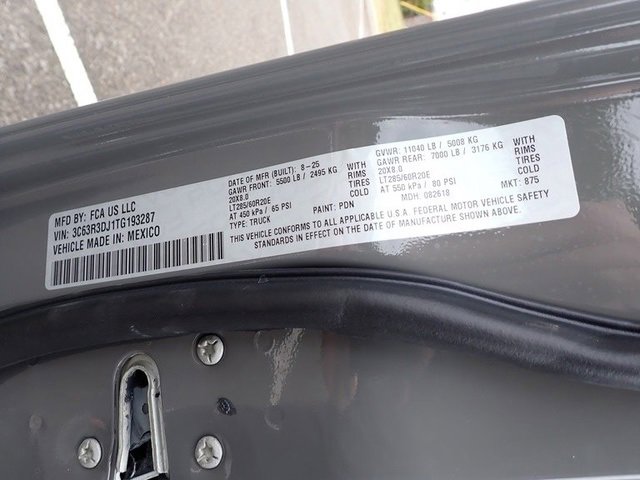 MFD BY: FCA US LLC
VIN: 3C63R3DJ1TG193287
VEHICLE MADE IN: MEXICO
DATE OF MFR (BUILT): 8-25
GAWR FRONT: 5500 LB / 2495 KG WITH
20X8.0 RIMS
LT285/60R20E TIRES
AT 450 kPa / 65 PSI COLD
TYPE: TRUCK PAINT: PDN
GVWR: 11040 LB / 5008 KG
GAWR REAR: 7080 LB / 3176 KG WITH
20X8.0 RIMS
LT285/60R20E TIRES
AT 550 kPa / 80 PSI COLD
MDH: 082618 MKT: 875
THIS VEHICLE CONFORMS TO ALL APPLICABLE U.S.A. FEDERAL MOTOR VEHICLE SAFETY
STANDARDS IN EFFECT ON THE DATE OF MANUFACTURE SHOWN ABOVE